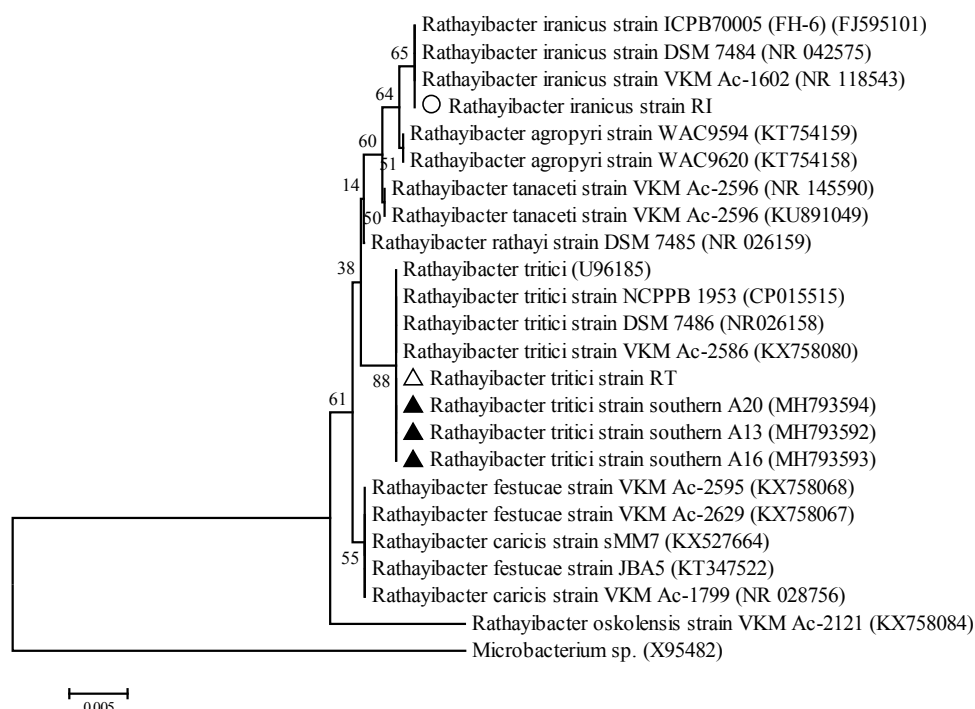 Rathayibacter iranicus strain ICPB70005 (FH-6) (FJ595101)
Rathayibacter iranicus strain DSM 7484 (NR 042575)
65
Rathayibacter iranicus strain VKM Ac-1602 (NR 118543)
64
Rathayibacter iranicus strain RI
Rathayibacter agropyri strain WAC9594 (KT754159)
60
Rathayibacter agropyri strain WAC9620 (KT754158)
51
14
Rathayibacter tanaceti strain VKM Ac-2596 (NR 145590)
50
Rathayibacter tanaceti strain VKM Ac-2596 (KU891049)
Rathayibacter rathayi strain DSM 7485 (NR 026159)
38
Rathayibacter tritici (U96185)
Rathayibacter tritici strain NCPPB 1953 (CP015515)
Rathayibacter tritici strain DSM 7486 (NR026158)
Rathayibacter tritici strain VKM Ac-2586 (KX758080)
88
Rathayibacter tritici strain RT
61
Rathayibacter tritici strain southern A20 (MH793594)
Rathayibacter tritici strain southern A13 (MH793592)
Rathayibacter tritici strain southern A16 (MH793593)
Rathayibacter festucae strain VKM Ac-2595 (KX758068)
Rathayibacter festucae strain VKM Ac-2629 (KX758067)
Rathayibacter caricis strain sMM7 (KX527664)
55
Rathayibacter festucae strain JBA5 (KT347522)
Rathayibacter caricis strain VKM Ac-1799 (NR 028756)
Rathayibacter oskolensis strain VKM Ac-2121 (KX758084)
Microbacterium sp. (X95482)
0.005